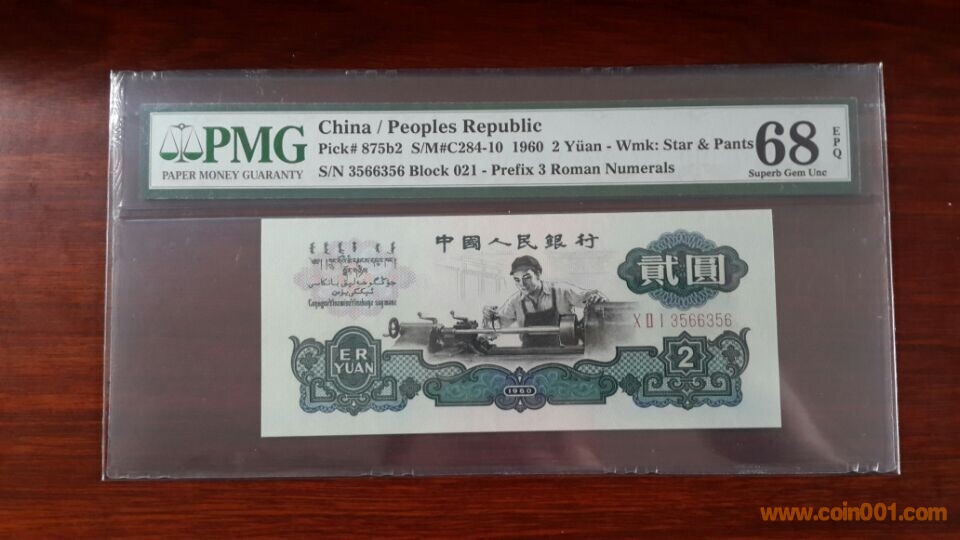 PMG
PAPER MONEY GUARANTY
China / Peoples Republic
Pick# 875b2 S/M#C284-10 1960 2 Yüan - Wmk: Star & Pants
S/N 3566356 Block 021 - Prefix 3 Roman Numerals
68
EPQ
Superb Gem Unc
中國人民銀行
貳圓
X II I 3566356
ER
YUAN
1960
2
www.coin001.com